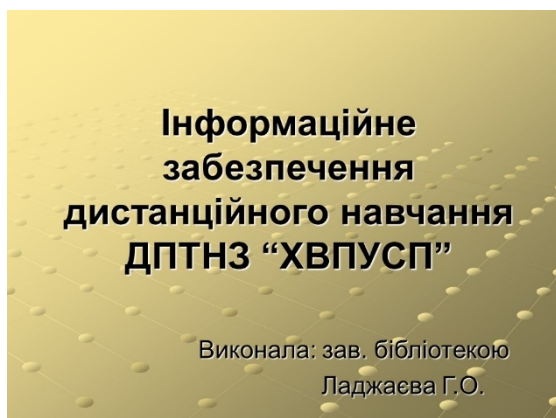 Інформаційне
забезпечення
дистанційного навчання
ДПТНЗ “ХВПУСП”
Виконала: зав. бібліотекою
Ладжаєва Г.О.